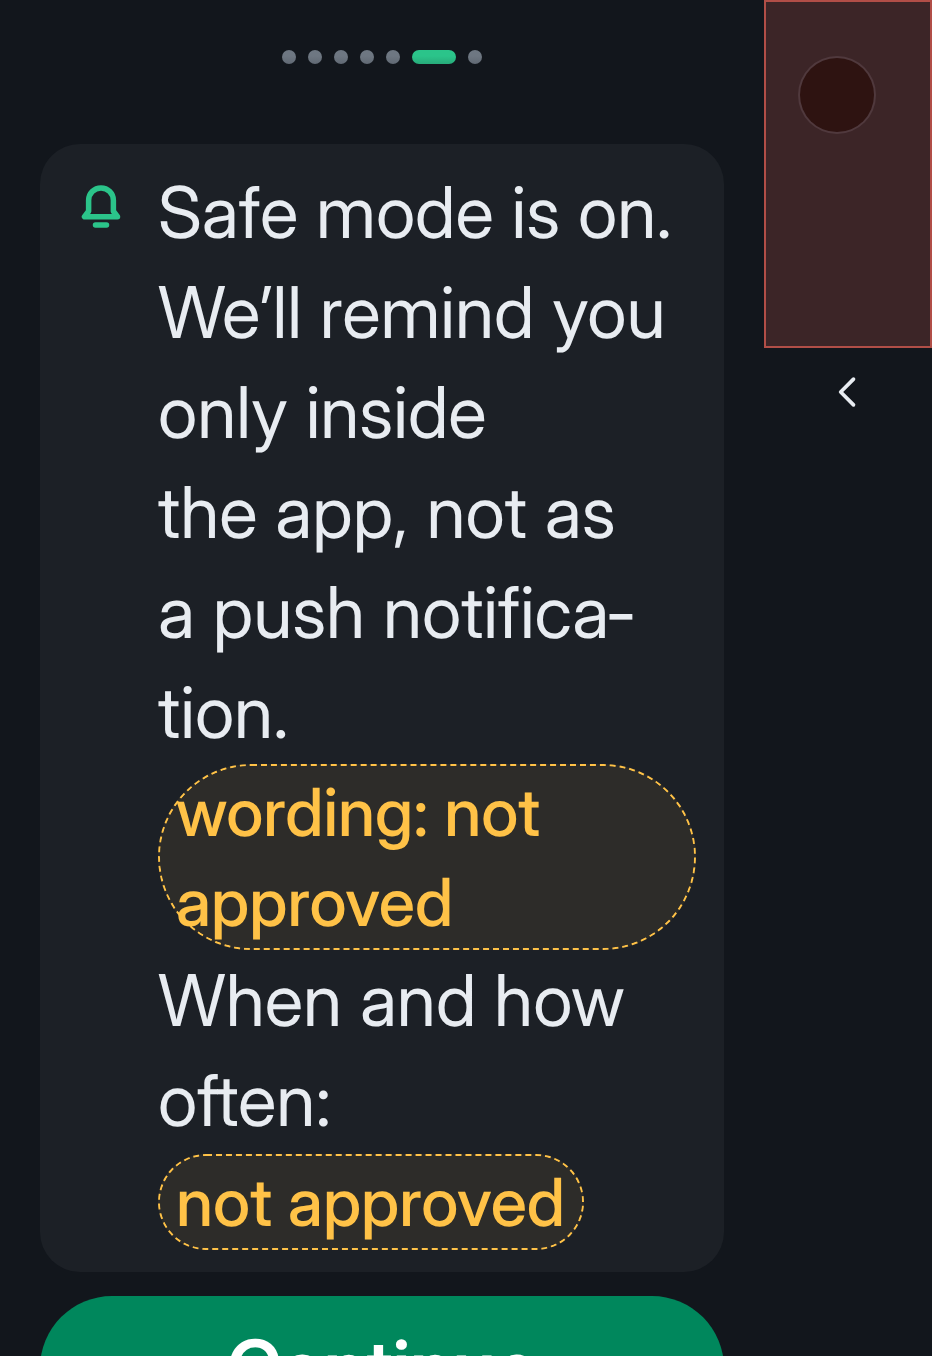 Safe mode is on.
We’ll remind you
only inside
the app, not as
a push notifica-
tion.
wording: not
approved
When and how
often:
not approved
Continue